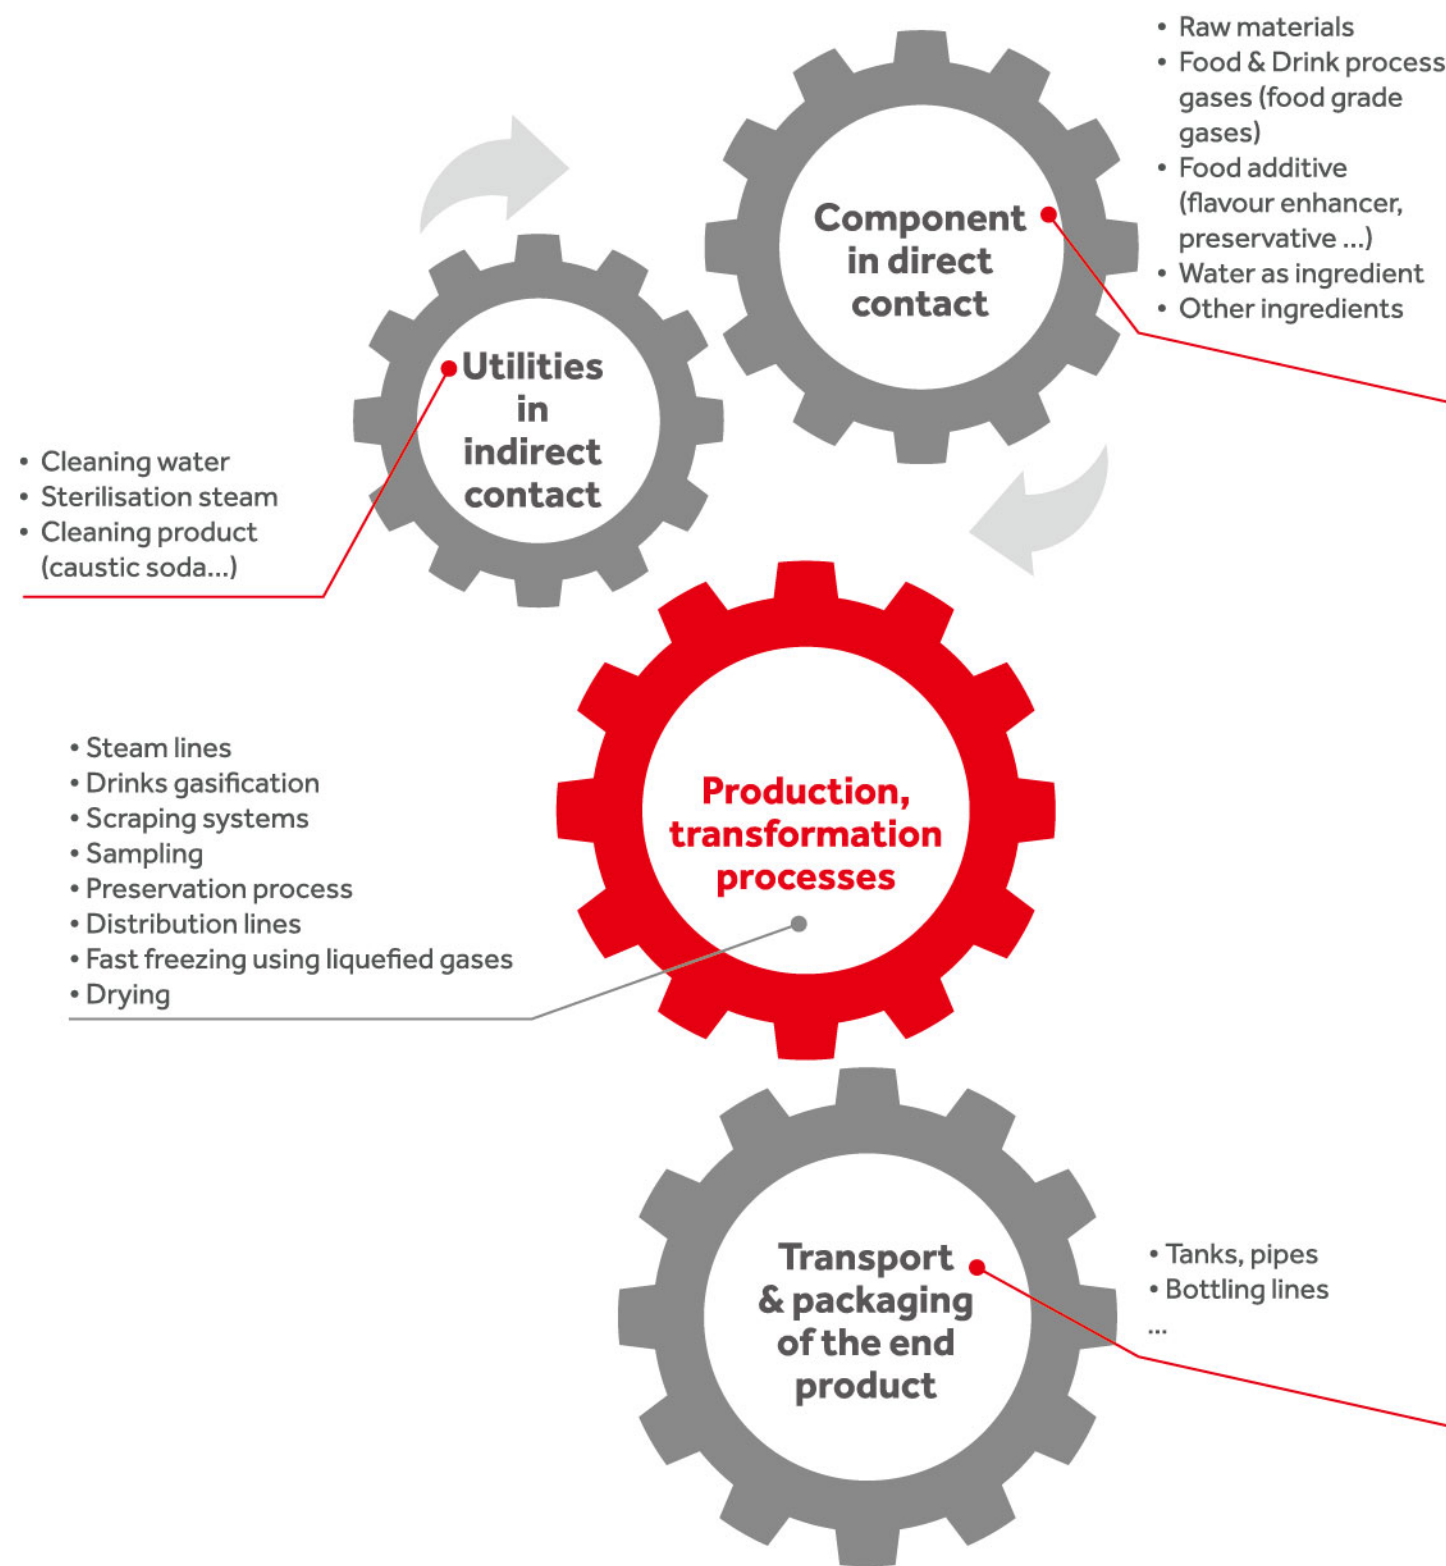 • Raw materials
• Food & Drink process
gases (food grade
gases)
• Food additive
(flavour enhancer,
preservative ...)
• Water as ingredient
• Other ingredients
Component
in direct
contact
Utilities
in
indirect
contact
• Cleaning water
• Sterilisation steam
• Cleaning product
(caustic soda...)
• Steam lines
• Drinks gasification
• Scraping systems
• Sampling
• Preservation process
• Distribution lines
• Fast freezing using liquefied gases
• Drying
Production,
transformation
processes
Transport
& packaging
of the end
product
• Tanks, pipes
• Bottling lines
...